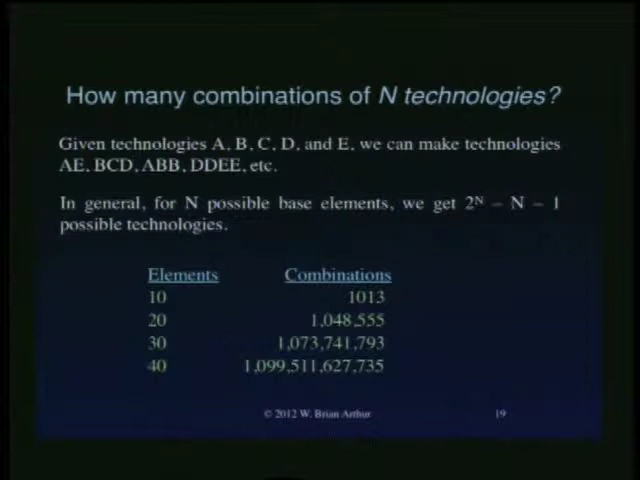 How many combinations of N technologies?
Given technologies A, B, C, D, and E, we can make technologies
AE, BCD, ABB, DDEE, etc.
In general, for N possible base elements, we get 2ᴺ – N – 1
possible technologies.
Elements Combinations
10 1013
20 1,048,555
30 1,073,741,793
40 1,099,511,627,735
© 2012 W. Brian Arthur 19